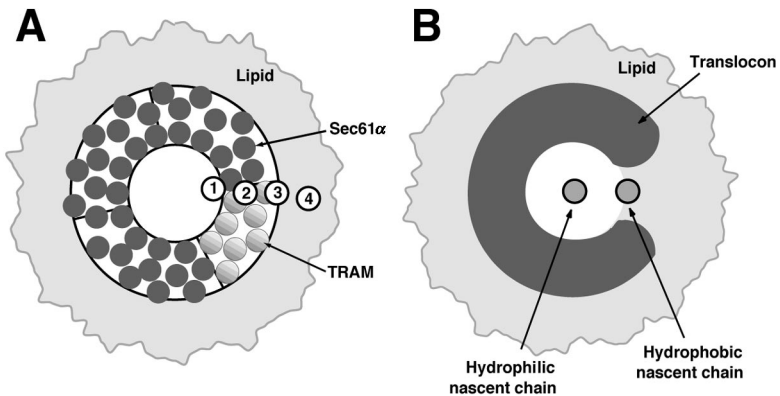 A
Lipid
Sec61α
1
2
3
4
TRAM
B
Lipid
Translocon
Hydrophilic
nascent chain
Hydrophobic
nascent chain